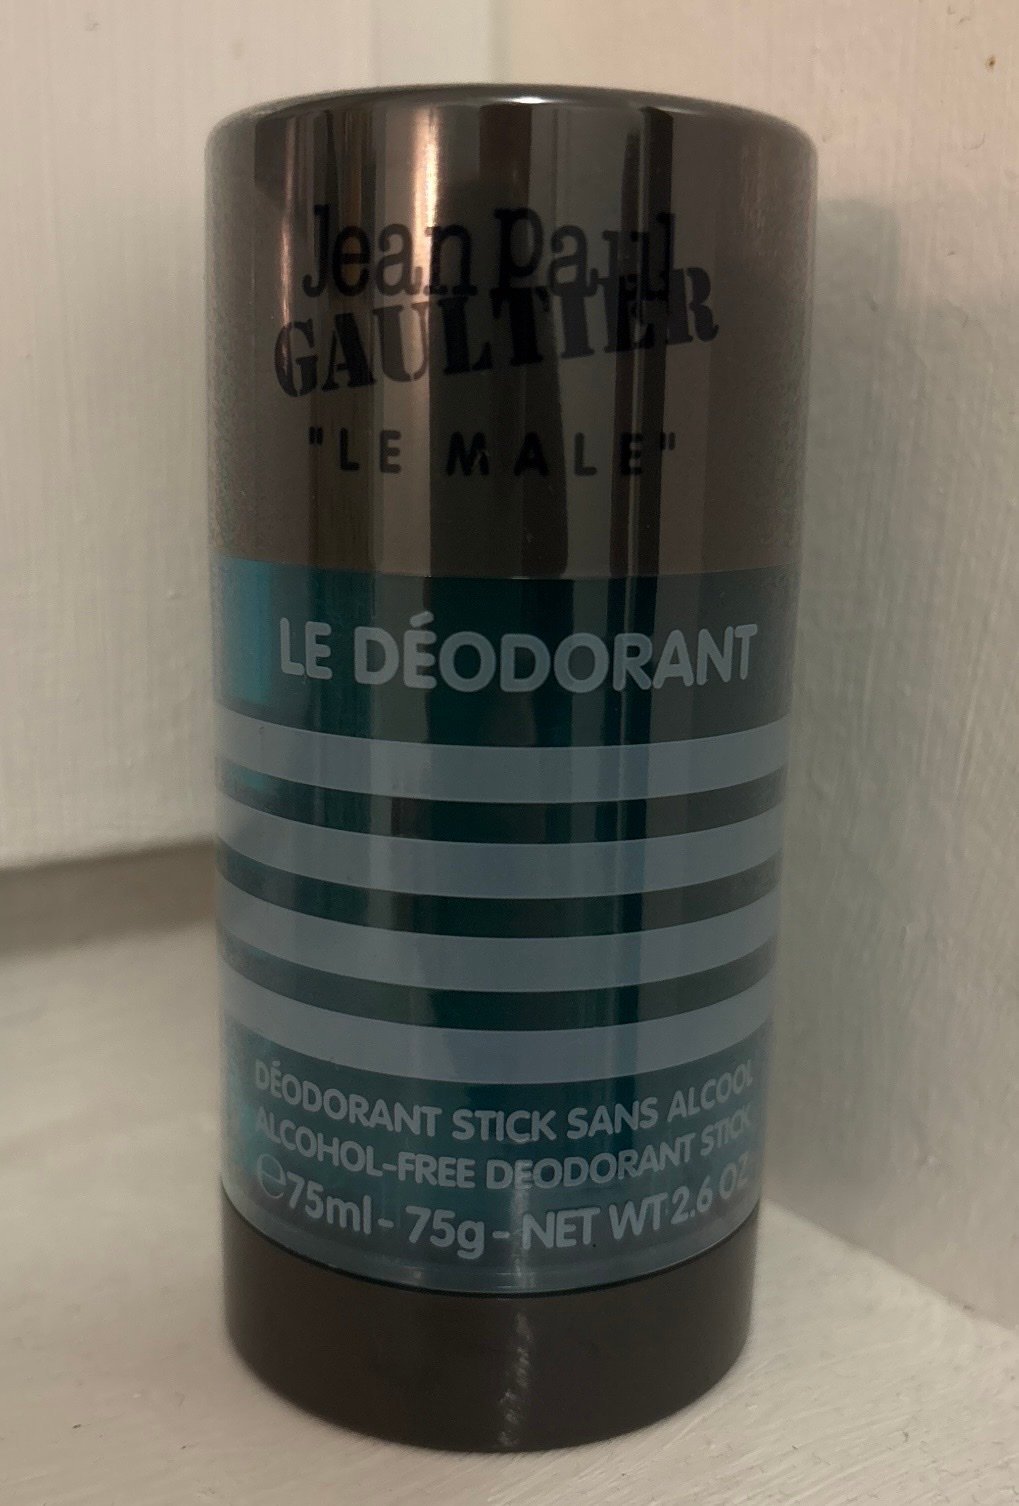 Jean Paul
GAULTIER
"LE MALE"
LE DÉODORANT
DÉODORANT STICK SANS ALCOOL
ALCOHOL-FREE DEODORANT STICK
℮75ml - 75g - NET WT 2.6 OZ